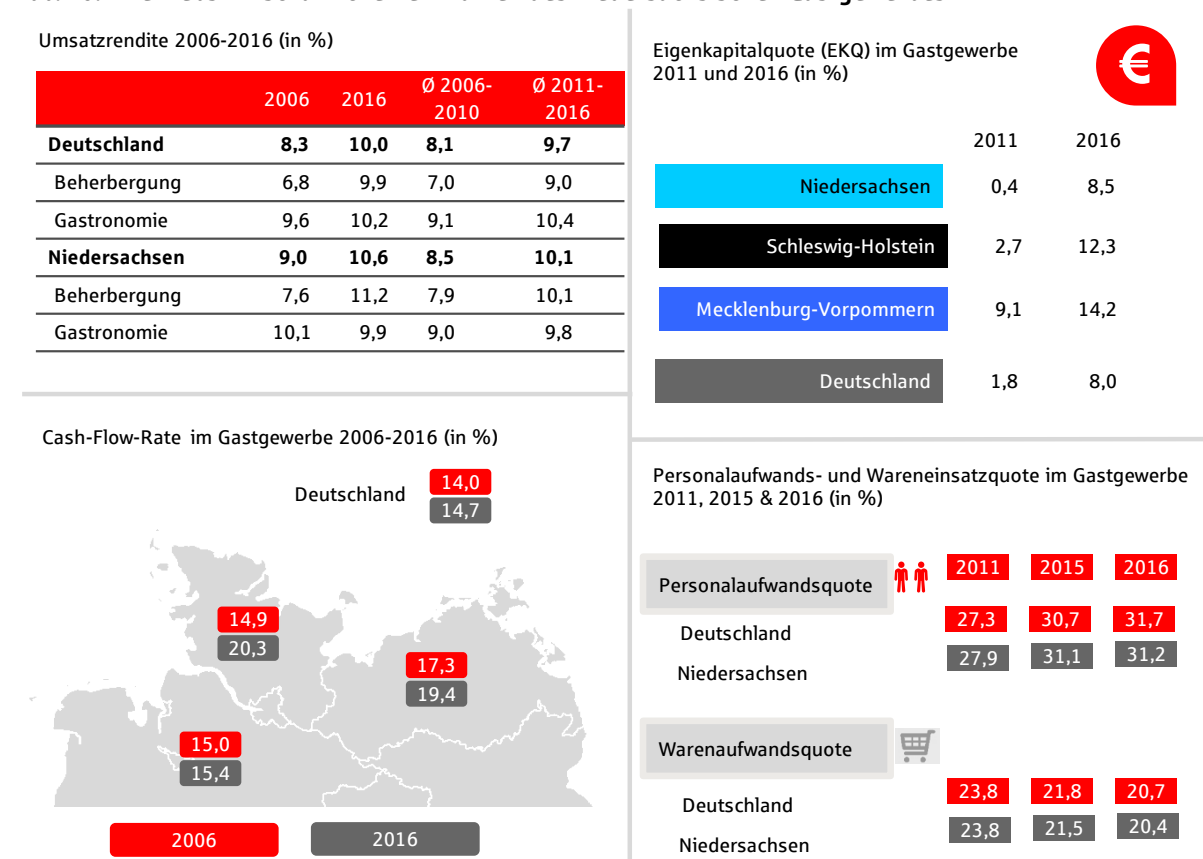 Umsatzrendite 2006-2016 (in %)
2006 2016 Ø 2006-2010 Ø 2011-2016
Deutschland 8,3 10,0 8,1 9,7
Beherbergung 6,8 9,9 7,0 9,0
Gastronomie 9,6 10,2 9,1 10,4
Niedersachsen 9,0 10,6 8,5 10,1
Beherbergung 7,6 11,2 7,9 10,1
Gastronomie 10,1 9,9 9,0 9,8
Eigenkapitalquote (EKQ) im Gastgewerbe
2011 und 2016 (in %)
€
2011 2016
Niedersachsen 0,4 8,5
Schleswig-Holstein 2,7 12,3
Mecklenburg-Vorpommern 9,1 14,2
Deutschland 1,8 8,0
Cash-Flow-Rate im Gastgewerbe 2006-2016 (in %)
Deutschland
14,0
14,7
14,9
20,3
17,3
19,4
15,0
15,4
2006 2016
Personalaufwands- und Wareneinsatzquote im Gastgewerbe
2011, 2015 & 2016 (in %)
Personalaufwandsquote 2011 2015 2016
Deutschland 27,3 30,7 31,7
Niedersachsen 27,9 31,1 31,2
Warenaufwandsquote
Deutschland 23,8 21,8 20,7
Niedersachsen 23,8 21,5 20,4